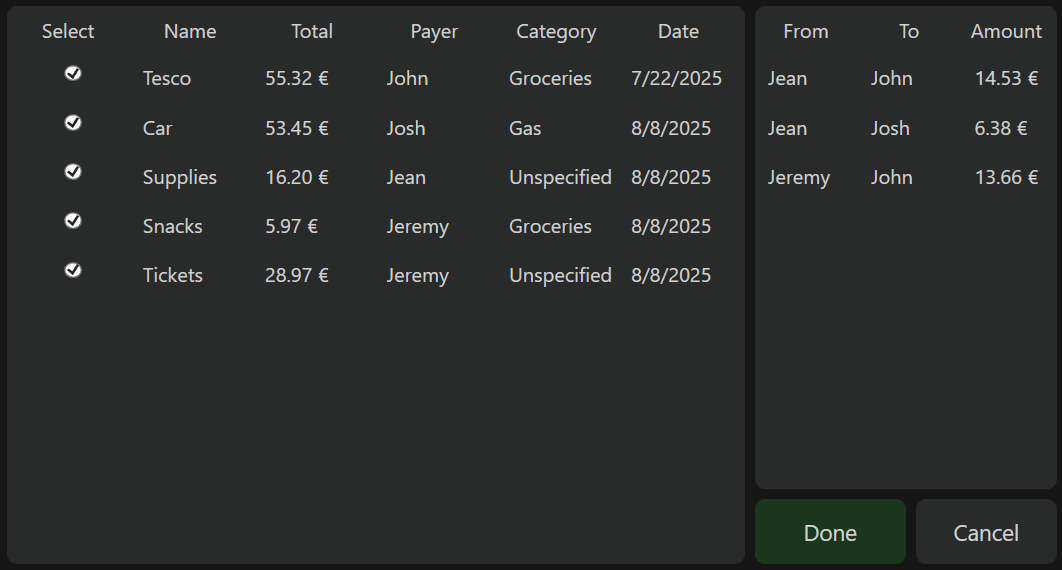 Select Name Total Payer Category Date
Tesco 55.32 € John Groceries 7/22/2025
Car 53.45 € Josh Gas 8/8/2025
Supplies 16.20 € Jean Unspecified 8/8/2025
Snacks 5.97 € Jeremy Groceries 8/8/2025
Tickets 28.97 € Jeremy Unspecified 8/8/2025
From To Amount
Jean John 14.53 €
Jean Josh 6.38 €
Jeremy John 13.66 €
Done Cancel